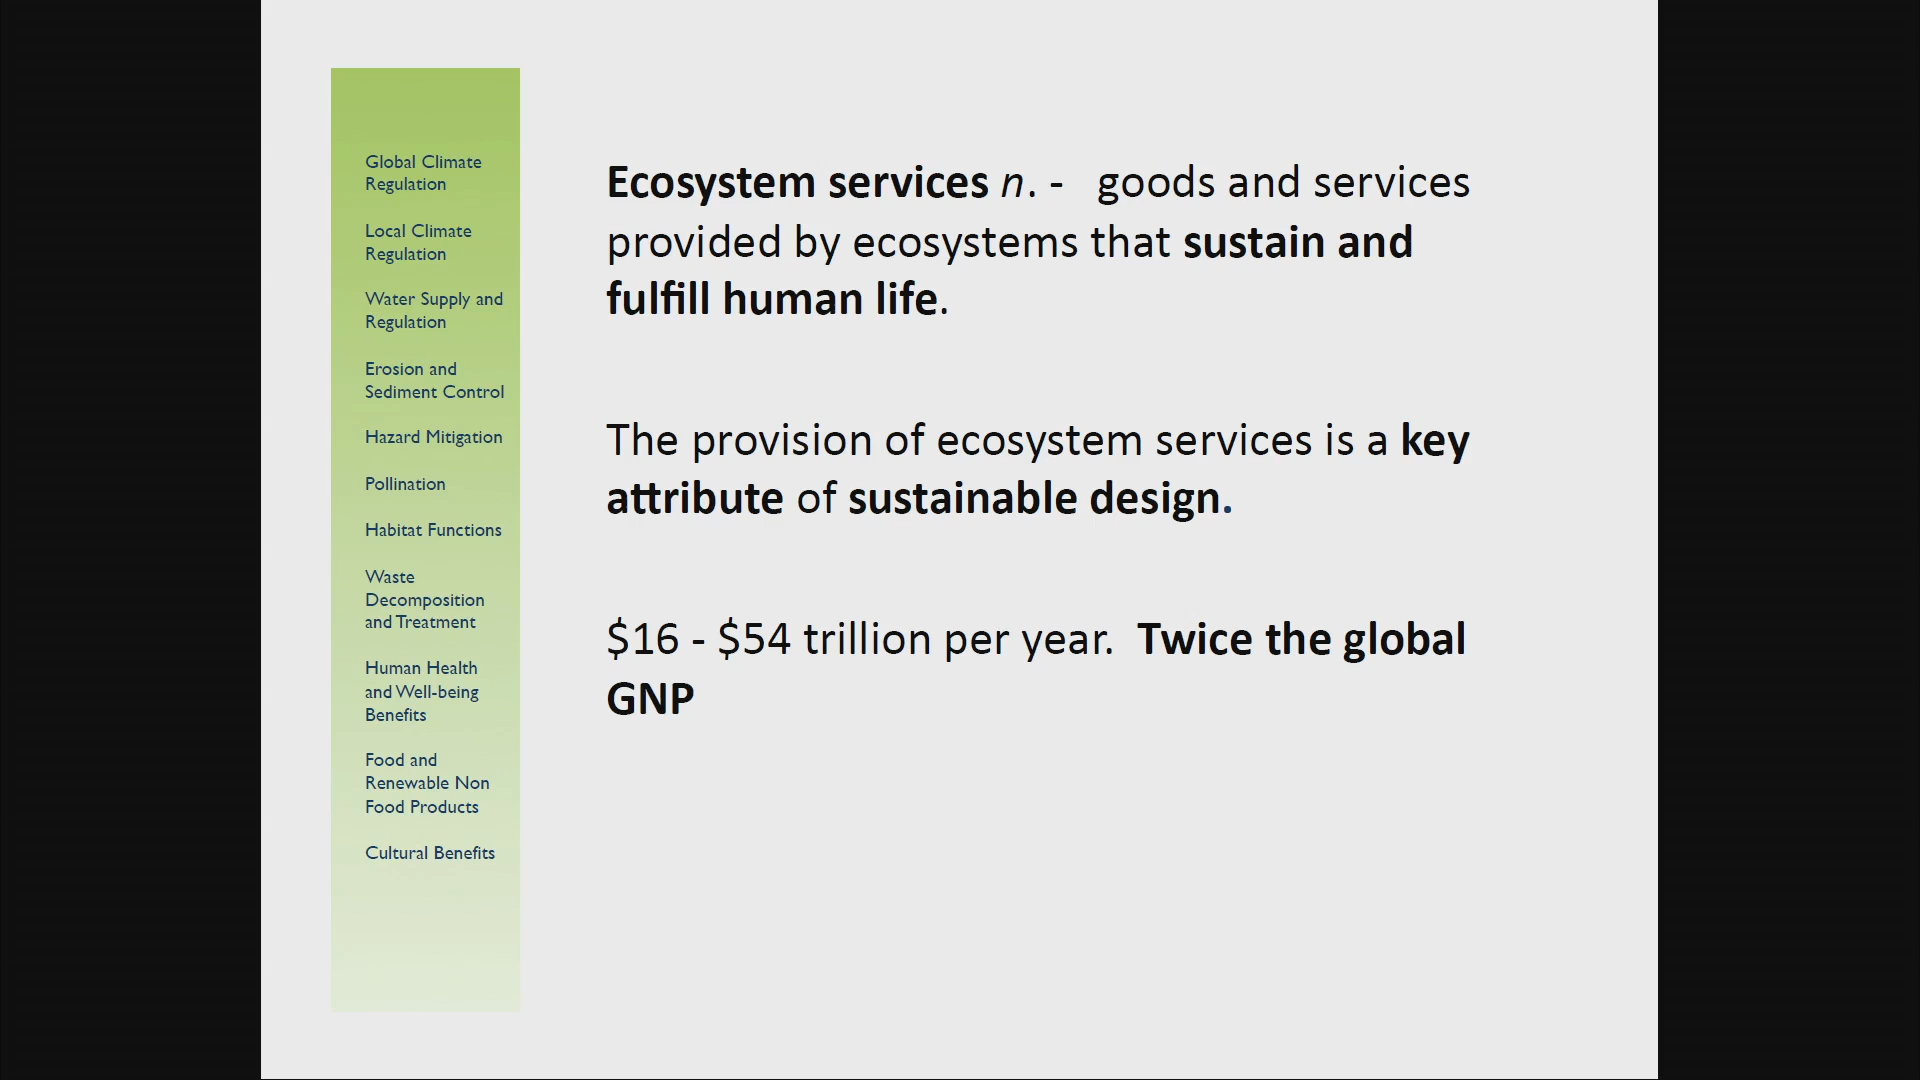 Global Climate
Regulation
Local Climate
Regulation
Water Supply and
Regulation
Erosion and
Sediment Control
Hazard Mitigation
Pollination
Habitat Functions
Waste
Decomposition
and Treatment
Human Health
and Well-being
Benefits
Food and
Renewable Non
Food Products
Cultural Benefits
Ecosystem services n. - goods and services
provided by ecosystems that sustain and
fulfill human life.
The provision of ecosystem services is a key
attribute of sustainable design.
$16 - $54 trillion per year. Twice the global
GNP